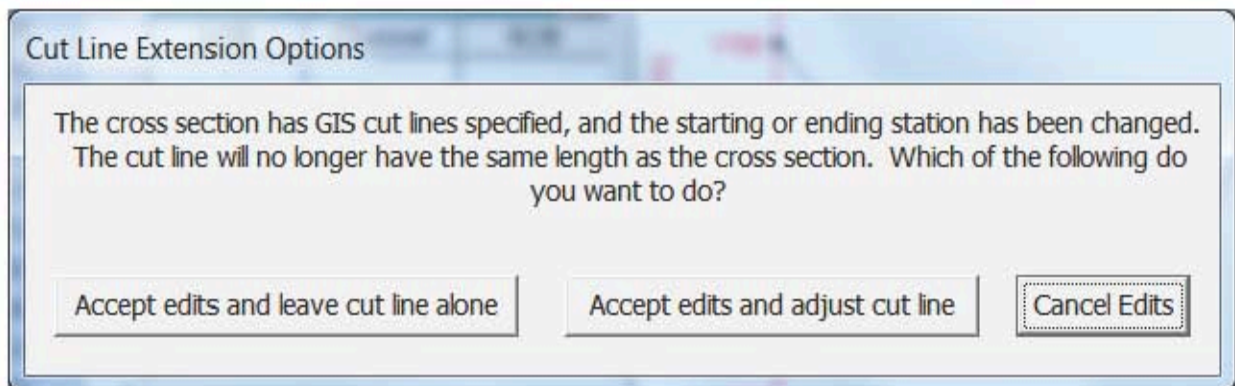 Cut Line Extension Options
The cross section has GIS cut lines specified, and the starting or ending station has been changed.
The cut line will no longer have the same length as the cross section.  Which of the following do
you want to do?
Accept edits and leave cut line alone
Accept edits and adjust cut line
Cancel Edits